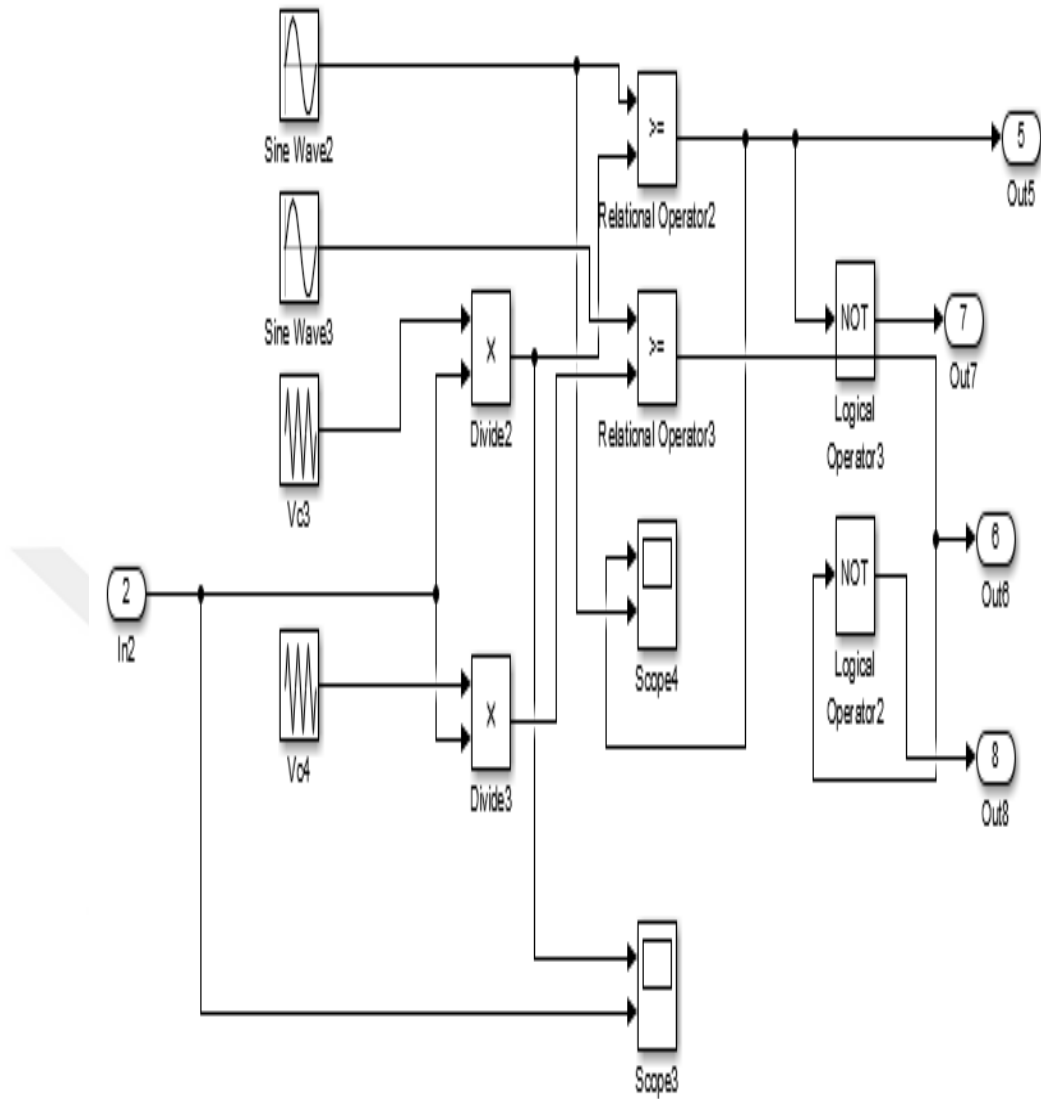 Sine Wave2
>=
5
Out5
Relational Operator2
Sine Wave3
X
>=
NOT
7
Out7
Vc3
Divide2
Relational Operator3
Logical
Operator3
2
In2
NOT
6
Out6
Vc4
X
Scope4
Logical
Operator2
Divide3
8
Out8
Scope3